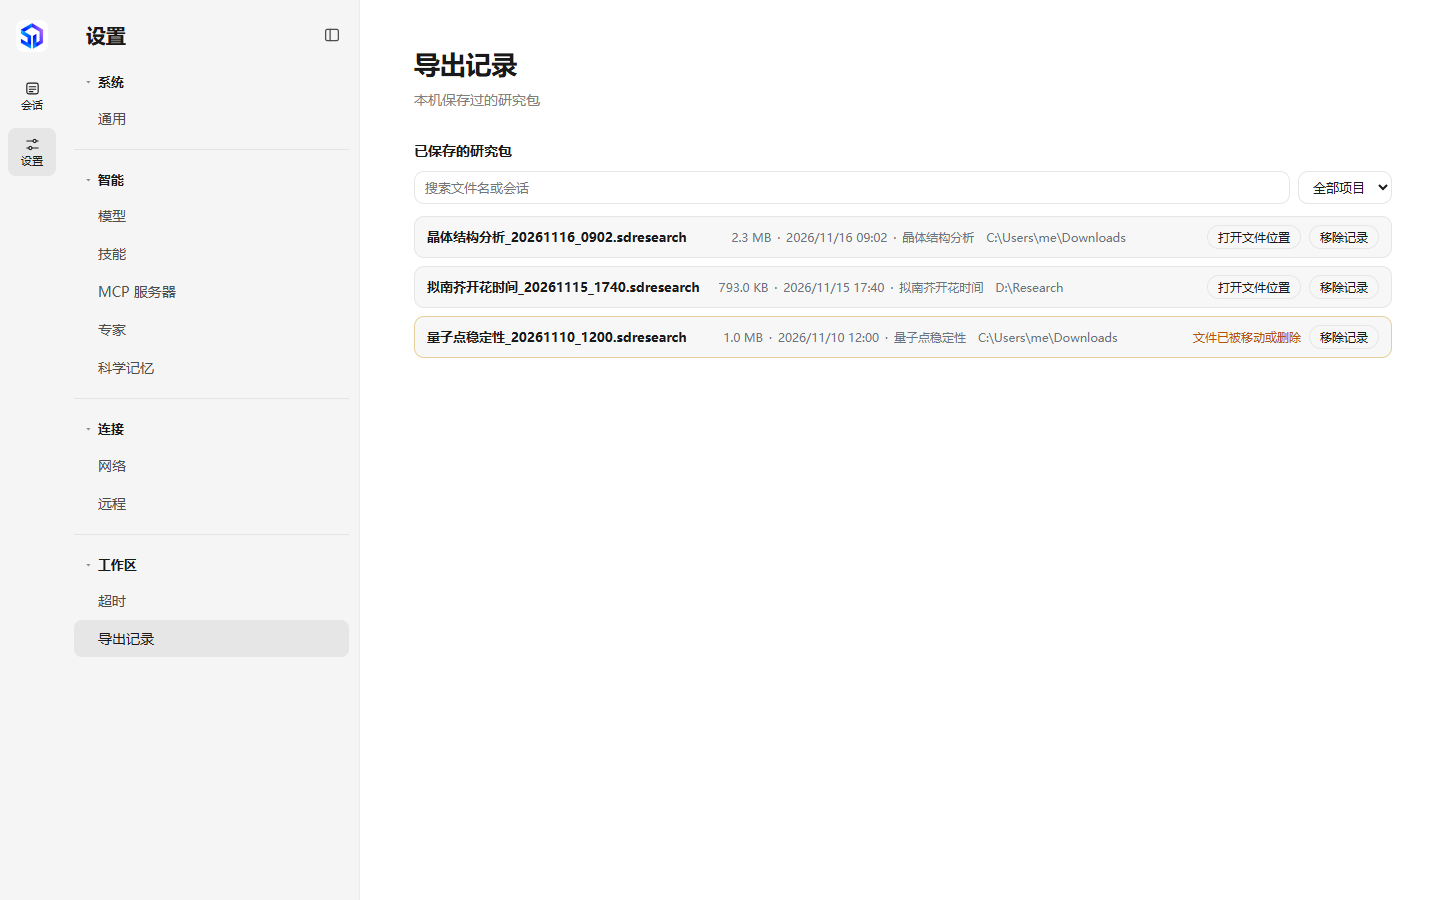 设置
会话
设置
系统
通用
智能
模型
技能
MCP 服务器
专家
科学记忆
连接
网络
远程
工作区
超时
导出记录
导出记录
本机保存过的研究包
已保存的研究包
搜索文件名或会话 全部项目
晶体结构分析_20261116_0902.sdresearch 2.3 MB · 2026/11/16 09:02 · 晶体结构分析 C:\Users\me\Downloads 打开文件位置 移除记录
拟南芥开花时间_20261115_1740.sdresearch 793.0 KB · 2026/11/15 17:40 · 拟南芥开花时间 D:\Research 打开文件位置 移除记录
量子点稳定性_20261110_1200.sdresearch 1.0 MB · 2026/11/10 12:00 · 量子点稳定性 C:\Users\me\Downloads 文件已被移动或删除 移除记录